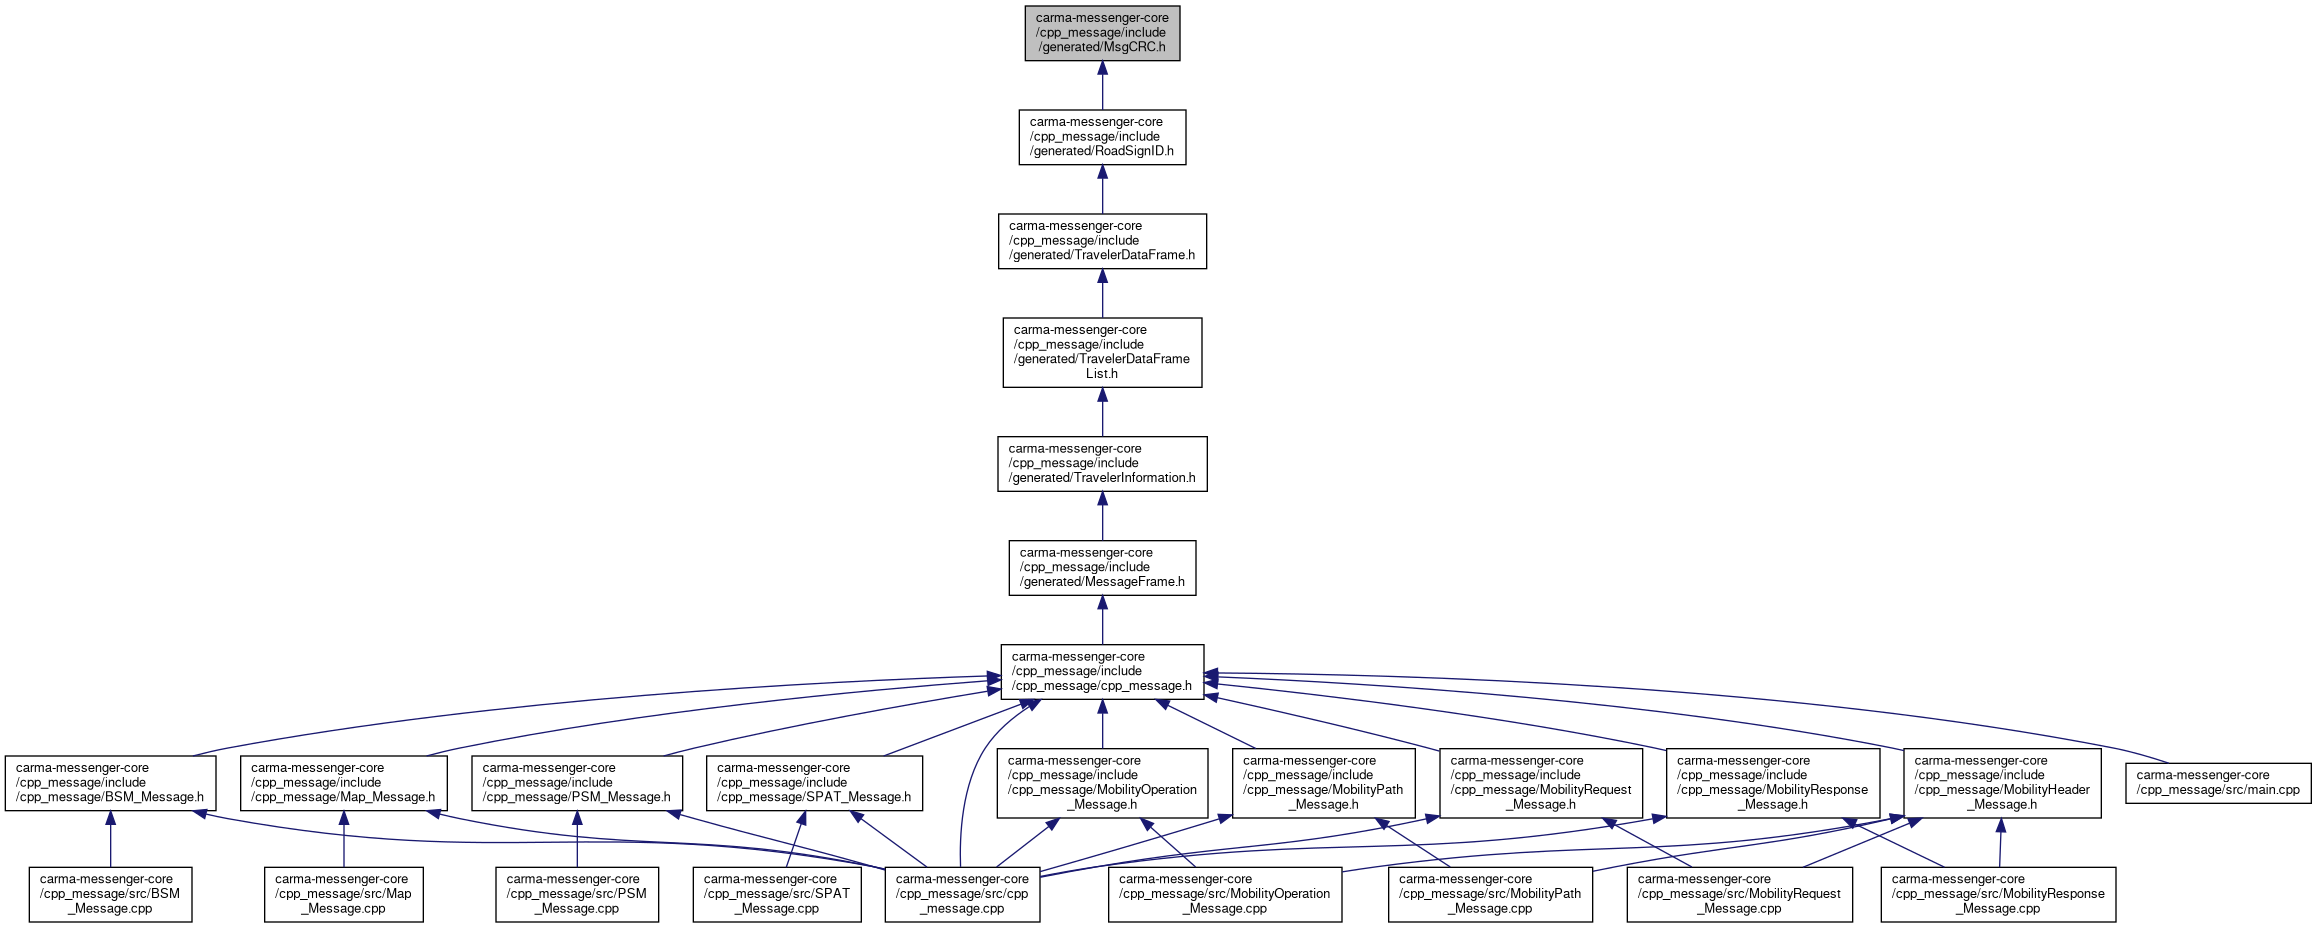 carma-messenger-core
/cpp_message/include
/generated/MsgCRC.h
carma-messenger-core
/cpp_message/include
/generated/RoadSignID.h
carma-messenger-core
/cpp_message/include
/generated/TravelerDataFrame.h
carma-messenger-core
/cpp_message/include
/generated/TravelerDataFrame
List.h
carma-messenger-core
/cpp_message/include
/generated/TravelerInformation.h
carma-messenger-core
/cpp_message/include
/generated/MessageFrame.h
carma-messenger-core
/cpp_message/include
/cpp_message/cpp_message.h
carma-messenger-core
/cpp_message/include
/cpp_message/BSM_Message.h
carma-messenger-core
/cpp_message/include
/cpp_message/Map_Message.h
carma-messenger-core
/cpp_message/include
/cpp_message/PSM_Message.h
carma-messenger-core
/cpp_message/include
/cpp_message/SPAT_Message.h
carma-messenger-core
/cpp_message/include
/cpp_message/MobilityOperation
_Message.h
carma-messenger-core
/cpp_message/include
/cpp_message/MobilityPath
_Message.h
carma-messenger-core
/cpp_message/include
/cpp_message/MobilityRequest
_Message.h
carma-messenger-core
/cpp_message/include
/cpp_message/MobilityResponse
_Message.h
carma-messenger-core
/cpp_message/include
/cpp_message/MobilityHeader
_Message.h
carma-messenger-core
/cpp_message/src/main.cpp
carma-messenger-core
/cpp_message/src/BSM
_Message.cpp
carma-messenger-core
/cpp_message/src/Map
_Message.cpp
carma-messenger-core
/cpp_message/src/PSM
_Message.cpp
carma-messenger-core
/cpp_message/src/SPAT
_Message.cpp
carma-messenger-core
/cpp_message/src/cpp
_message.cpp
carma-messenger-core
/cpp_message/src/MobilityOperation
_Message.cpp
carma-messenger-core
/cpp_message/src/MobilityPath
_Message.cpp
carma-messenger-core
/cpp_message/src/MobilityRequest
_Message.cpp
carma-messenger-core
/cpp_message/src/MobilityResponse
_Message.cpp